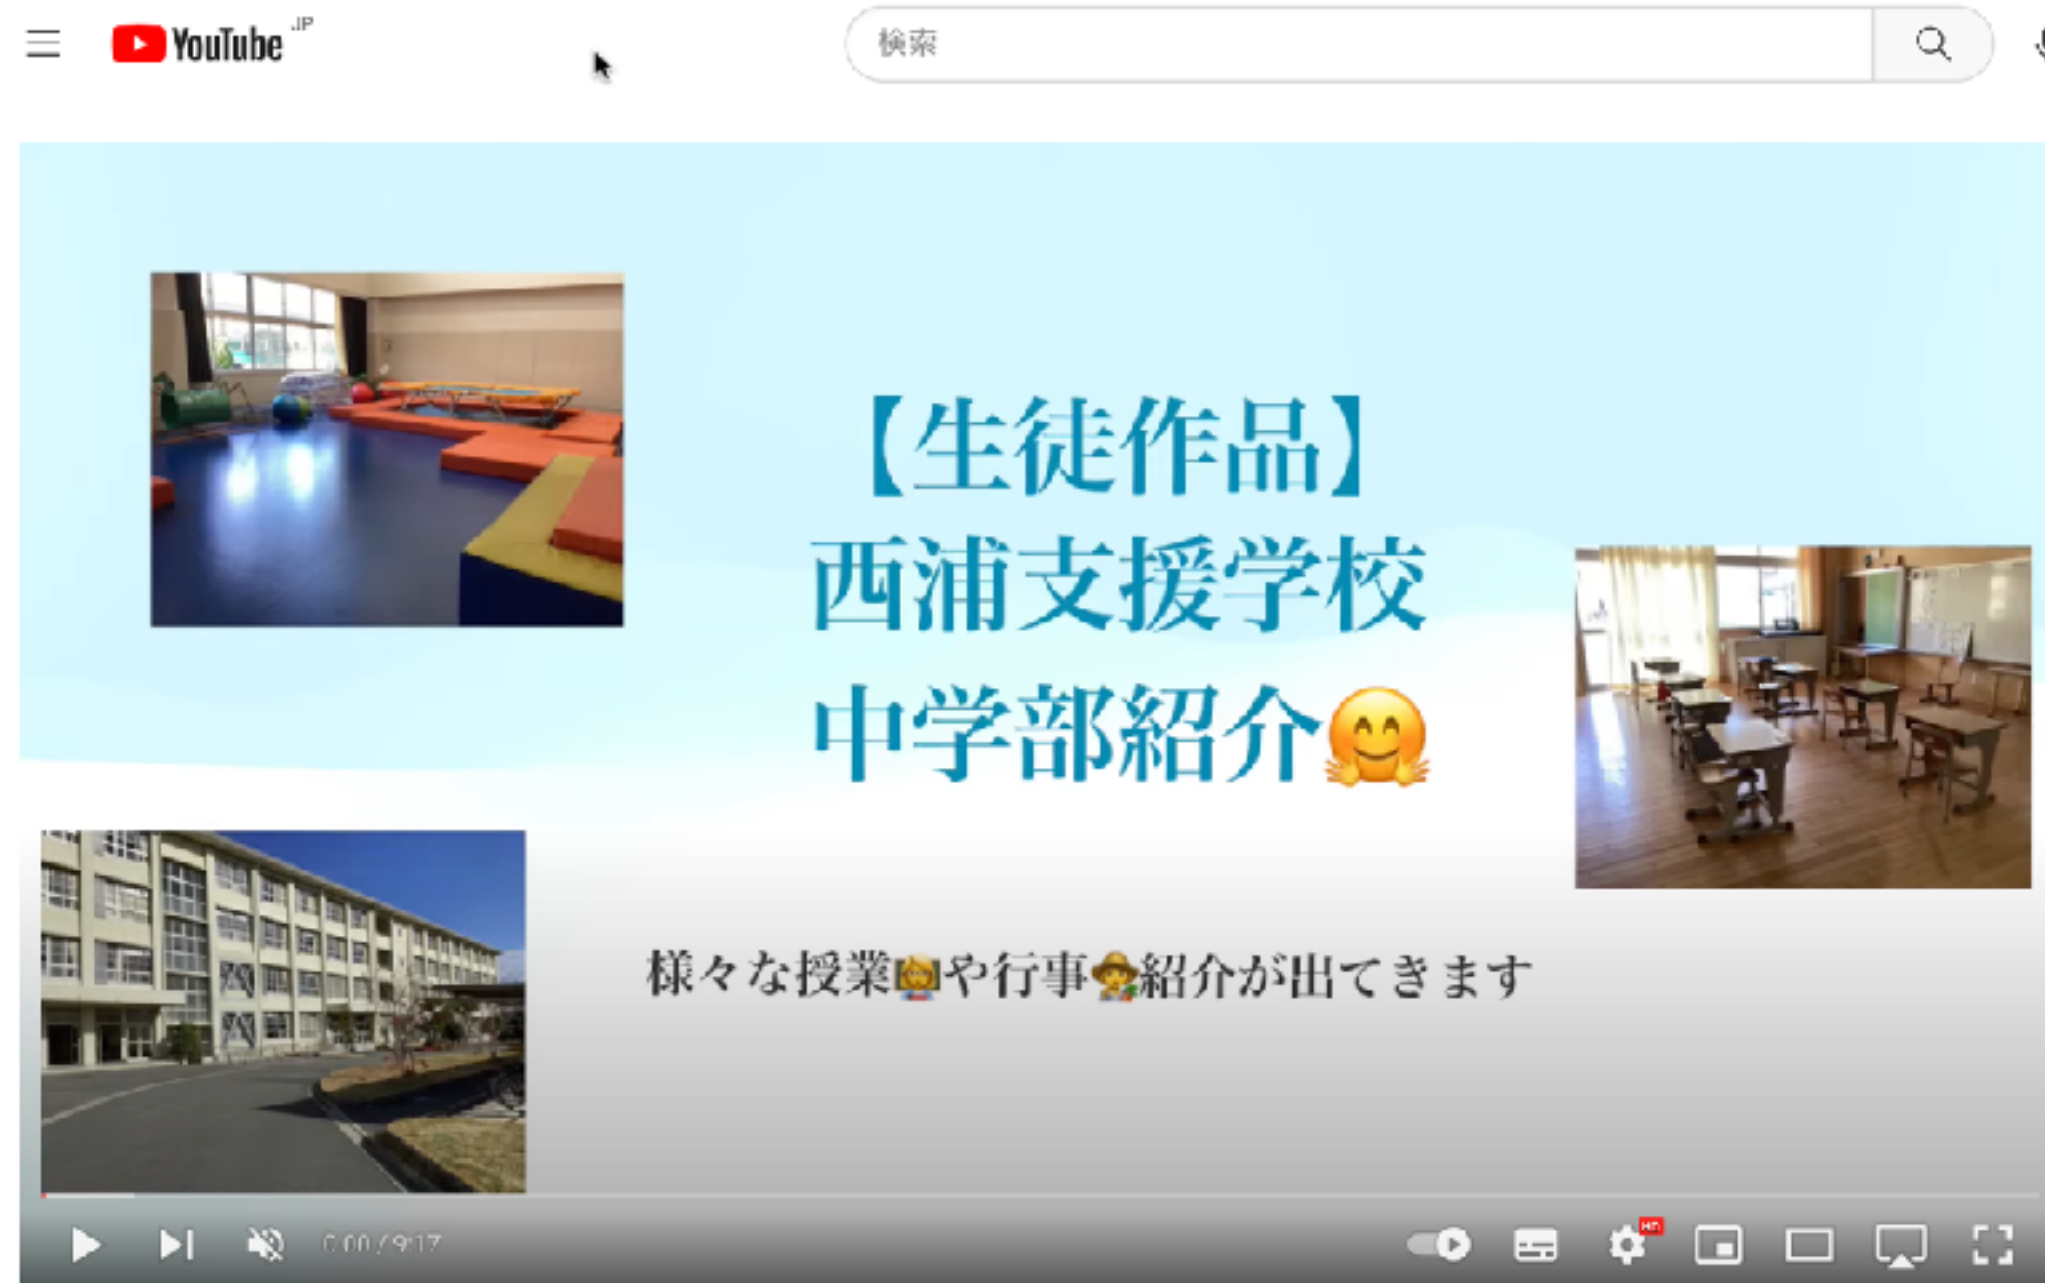 YouTube JP
検索
【生徒作品】
西浦支援学校
中学部紹介🤗
様々な授業👩‍🏫や行事👩‍🌾紹介が出てきます
0:00 / 9:17
HD